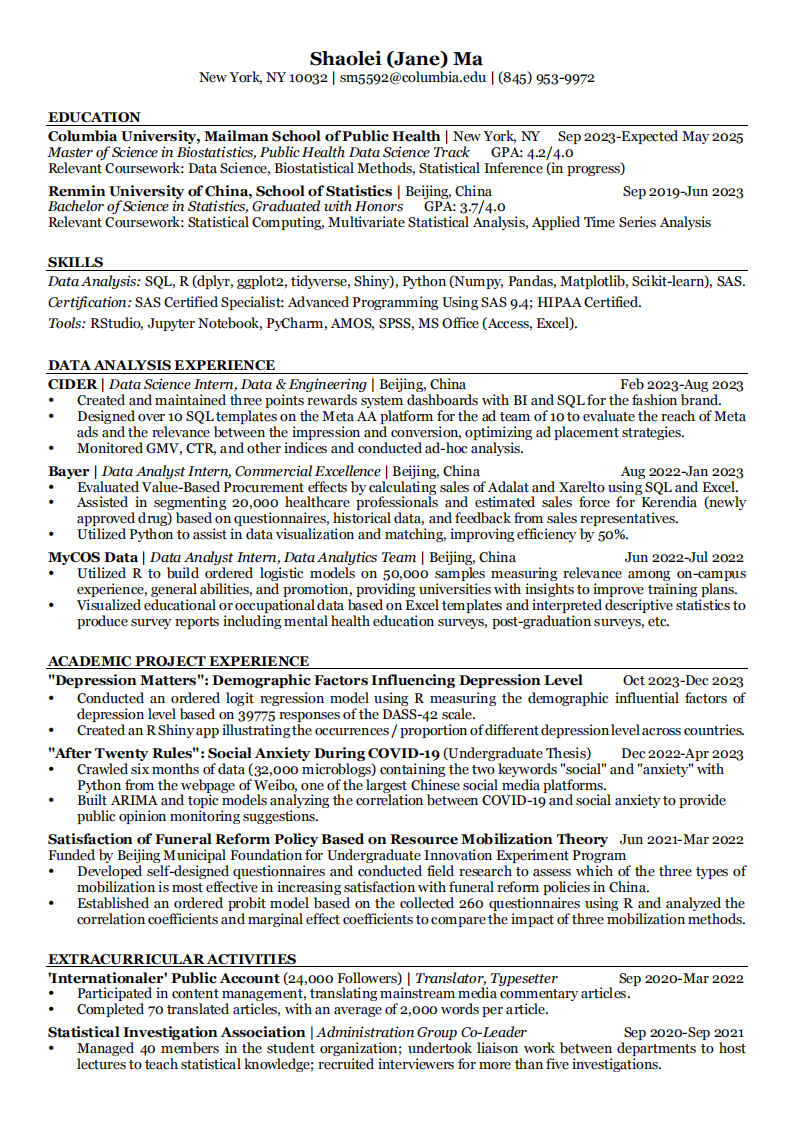 Shaolei (Jane) Ma
New York, NY 10032 | sm5592@columbia.edu | (845) 953-9972
EDUCATION
Columbia University, Mailman School of Public Health | New York, NY Sep 2023-Expected May 2025
Master of Science in Biostatistics, Public Health Data Science Track GPA: 4.2/4.0
Relevant Coursework: Data Science, Biostatistical Methods, Statistical Inference (in progress)
Renmin University of China, School of Statistics | Beijing, China Sep 2019-Jun 2023
Bachelor of Science in Statistics, Graduated with Honors GPA: 3.7/4.0
Relevant Coursework: Statistical Computing, Multivariate Statistical Analysis, Applied Time Series Analysis
SKILLS
Data Analysis: SQL, R (dplyr, ggplot2, tidyverse, Shiny), Python (Numpy, Pandas, Matplotlib, Scikit-learn), SAS.
Certification: SAS Certified Specialist: Advanced Programming Using SAS 9.4; HIPAA Certified.
Tools: RStudio, Jupyter Notebook, PyCharm, AMOS, SPSS, MS Office (Access, Excel).
DATA ANALYSIS EXPERIENCE
CIDER | Data Science Intern, Data & Engineering | Beijing, China Feb 2023-Aug 2023
• Created and maintained three points rewards system dashboards with BI and SQL for the fashion brand.
• Designed over 10 SQL templates on the Meta AA platform for the ad team of 10 to evaluate the reach of Meta
ads and the relevance between the impression and conversion, optimizing ad placement strategies.
• Monitored GMV, CTR, and other indices and conducted ad-hoc analysis.
Bayer | Data Analyst Intern, Commercial Excellence | Beijing, China Aug 2022-Jan 2023
• Evaluated Value-Based Procurement effects by calculating sales of Adalat and Xarelto using SQL and Excel.
• Assisted in segmenting 20,000 healthcare professionals and estimated sales force for Kerendia (newly
approved drug) based on questionnaires, historical data, and feedback from sales representatives.
• Utilized Python to assist in data visualization and matching, improving efficiency by 50%.
MyCOS Data | Data Analyst Intern, Data Analytics Team | Beijing, China Jun 2022-Jul 2022
• Utilized R to build ordered logistic models on 50,000 samples measuring relevance among on-campus
experience, general abilities, and promotion, providing universities with insights to improve training plans.
• Visualized educational or occupational data based on Excel templates and interpreted descriptive statistics to
produce survey reports including mental health education surveys, post-graduation surveys, etc.
ACADEMIC PROJECT EXPERIENCE
"Depression Matters": Demographic Factors Influencing Depression Level Oct 2023-Dec 2023
• Conducted an ordered logit regression model using R measuring the demographic influential factors of
depression level based on 39775 responses of the DASS-42 scale.
• Created an R Shiny app illustrating the occurrences / proportion of different depression level across countries.
"After Twenty Rules": Social Anxiety During COVID-19 (Undergraduate Thesis) Dec 2022-Apr 2023
• Crawled six months of data (32,000 microblogs) containing the two keywords "social" and "anxiety" with
Python from the webpage of Weibo, one of the largest Chinese social media platforms.
• Built ARIMA and topic models analyzing the correlation between COVID-19 and social anxiety to provide
public opinion monitoring suggestions.
Satisfaction of Funeral Reform Policy Based on Resource Mobilization Theory Jun 2021-Mar 2022
Funded by Beijing Municipal Foundation for Undergraduate Innovation Experiment Program
• Developed self-designed questionnaires and conducted field research to assess which of the three types of
mobilization is most effective in increasing satisfaction with funeral reform policies in China.
• Established an ordered probit model based on the collected 260 questionnaires using R and analyzed the
correlation coefficients and marginal effect coefficients to compare the impact of three mobilization methods.
EXTRACURRICULAR ACTIVITIES
'Internationaler' Public Account (24,000 Followers) | Translator, Typesetter Sep 2020-Mar 2022
• Participated in content management, translating mainstream media commentary articles.
• Completed 70 translated articles, with an average of 2,000 words per article.
Statistical Investigation Association | Administration Group Co-Leader Sep 2020-Sep 2021
• Managed 40 members in the student organization; undertook liaison work between departments to host
lectures to teach statistical knowledge; recruited interviewers for more than five investigations.